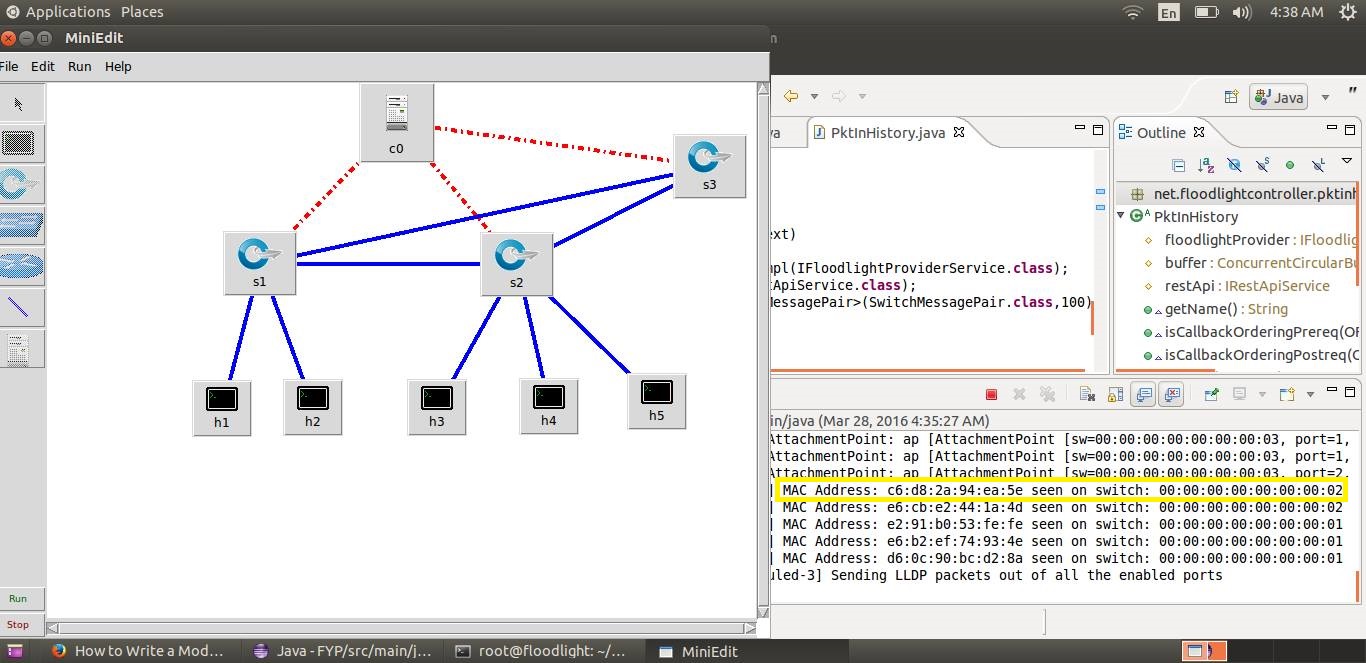 Applications Places
En
4:38 AM
MiniEdit
n
File Edit Run Help
c0
s3
s1
s2
h1
h2
h3
h4
h5
Run
Stop
Java
"
va
PktInHistory.java
Outline
ext)
mpl(IFloodlightProviderService.class);
tApiService.class);
MessagePair>(SwitchMessagePair.class,100)
net.floodlightcontroller.pktinh
PktInHistory
floodlightProvider : IFloodlig
buffer : ConcurrentCircularBu
restApi : IRestApiService
getName() : String
isCallbackOrderingPrereq(OF
isCallbackOrderingPostreq(O
in/java (Mar 28, 2016 4:35:27 AM)
AttachmentPoint: ap [AttachmentPoint [sw=00:00:00:00:00:00:00:03, port=1,
AttachmentPoint: ap [AttachmentPoint [sw=00:00:00:00:00:00:00:03, port=1,
AttachmentPoint: ap [AttachmentPoint [sw=00:00:00:00:00:00:00:03, port=2,
] MAC Address: c6:d8:2a:94:ea:5e seen on switch: 00:00:00:00:00:00:00:02
] MAC Address: e6:cb:e2:44:1a:4d seen on switch: 00:00:00:00:00:00:00:02
] MAC Address: e2:91:b0:53:fe:fe seen on switch: 00:00:00:00:00:00:00:01
] MAC Address: e6:b2:ef:74:93:4e seen on switch: 00:00:00:00:00:00:00:01
] MAC Address: d6:0c:90:bc:d2:8a seen on switch: 00:00:00:00:00:00:00:01
uled-3] Sending LLDP packets out of all the enabled ports
How to Write a Mod...
Java - FYP/src/main/j...
root@floodlight: ~/...
MiniEdit